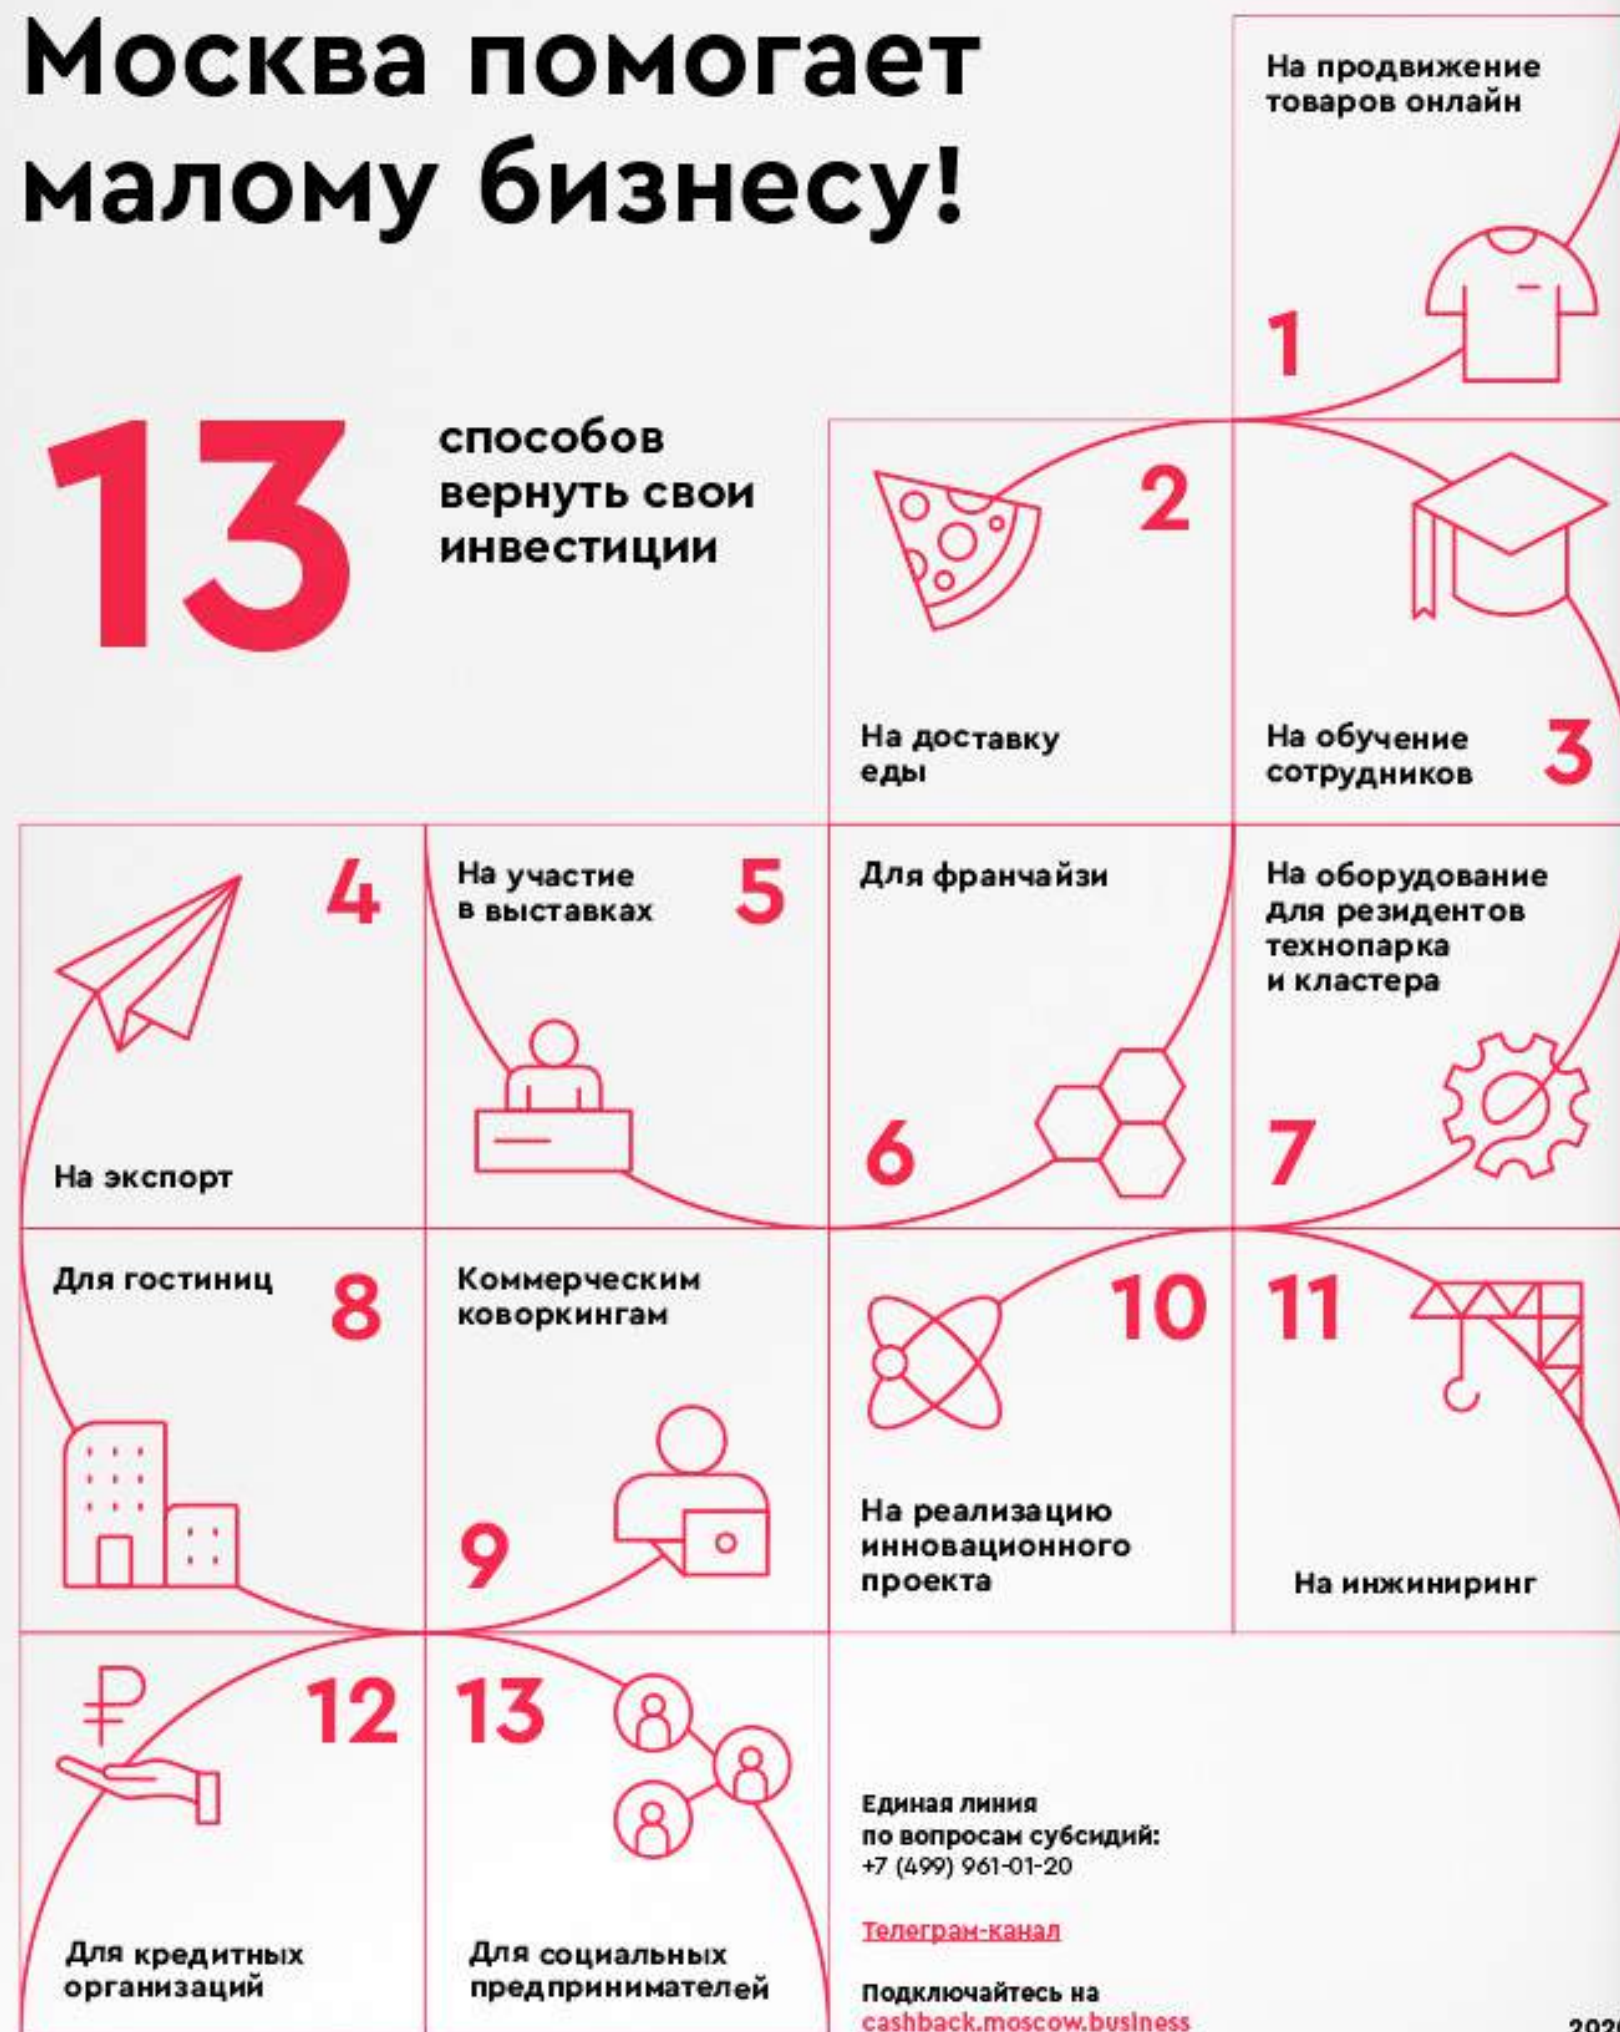 Москва помогает
малому бизнесу!
13
способов
вернуть свои
инвестиции
На продвижение
товаров онлайн
1
2
На доставку
еды
На обучение
сотрудников
3
4
На экспорт
На участие
в выставках
5
Для франчайзи
6
На оборудование
для резидентов
технопарка
и кластера
7
Для гостиниц
8
Коммерческим
коворкингам
9
10
На реализацию
инновационного
проекта
11
На инжиниринг
12
Для кредитных
организаций
13
Для социальных
предпринимателей
Единая линия
по вопросам субсидий:
+7 (499) 961-01-20
Телеграм-канал
Подключайтесь на
cashback.moscow.business